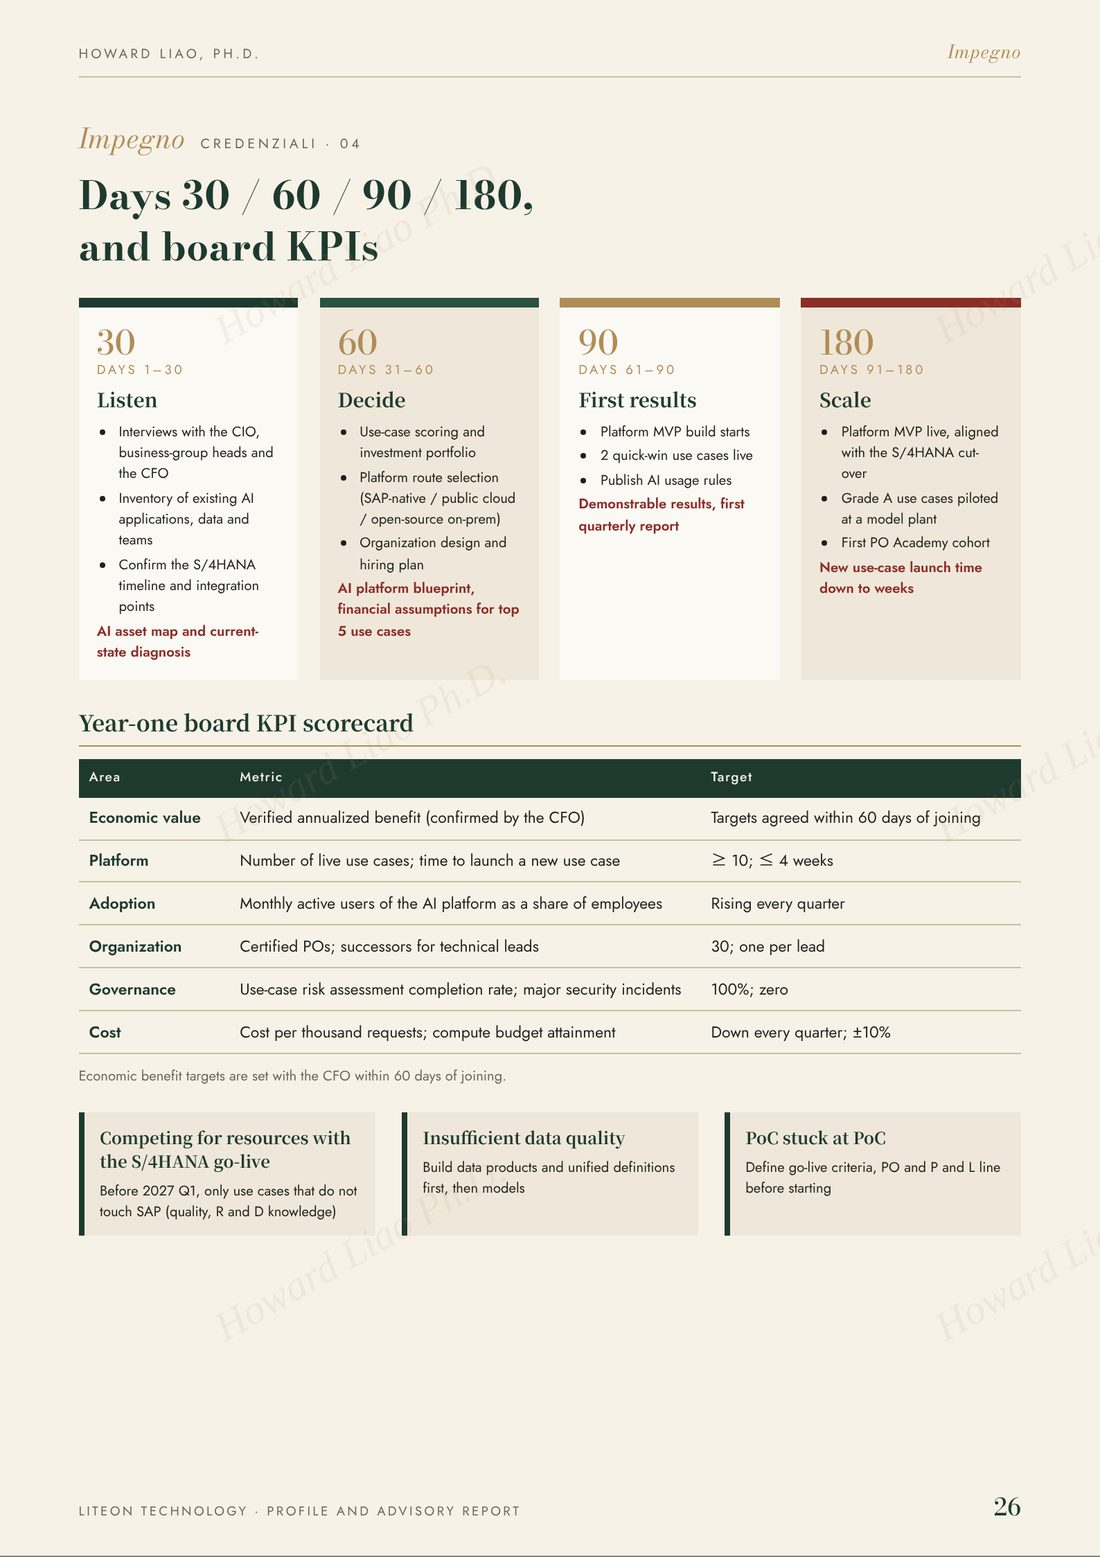 HOWARD LIAO, PH.D.
Impegno
Impegno CREDENZIALI · 04
Days 30 / 60 / 90 / 180,
and board KPIs
30
DAYS 1–30
Listen
• Interviews with the CIO,
business-group heads and
the CFO
• Inventory of existing AI
applications, data and
teams
• Confirm the S/4HANA
timeline and integration
points
AI asset map and current-
state diagnosis
60
DAYS 31–60
Decide
• Use-case scoring and
investment portfolio
• Platform route selection
(SAP-native / public cloud
/ open-source on-prem)
• Organization design and
hiring plan
AI platform blueprint,
financial assumptions for top
5 use cases
90
DAYS 61–90
First results
• Platform MVP build starts
• 2 quick-win use cases live
• Publish AI usage rules
Demonstrable results, first
quarterly report
180
DAYS 91–180
Scale
• Platform MVP live, aligned
with the S/4HANA cut-
over
• Grade A use cases piloted
at a model plant
• First PO Academy cohort
New use-case launch time
down to weeks
Year-one board KPI scorecard
Area Metric Target
Economic value Verified annualized benefit (confirmed by the CFO) Targets agreed within 60 days of joining
Platform Number of live use cases; time to launch a new use case ≥ 10; ≤ 4 weeks
Adoption Monthly active users of the AI platform as a share of employees Rising every quarter
Organization Certified POs; successors for technical leads 30; one per lead
Governance Use-case risk assessment completion rate; major security incidents 100%; zero
Cost Cost per thousand requests; compute budget attainment Down every quarter; ±10%
Economic benefit targets are set with the CFO within 60 days of joining.
Competing for resources with
the S/4HANA go-live
Before 2027 Q1, only use cases that do not
touch SAP (quality, R and D knowledge)
Insufficient data quality
Build data products and unified definitions
first, then models
PoC stuck at PoC
Define go-live criteria, PO and P and L line
before starting
LITEON TECHNOLOGY · PROFILE AND ADVISORY REPORT
26
Howard Liao Ph.D.
Howard Liao Ph.D.
Howard Liao Ph.D.
Howard Lia
Howard Lia
Howard Lia